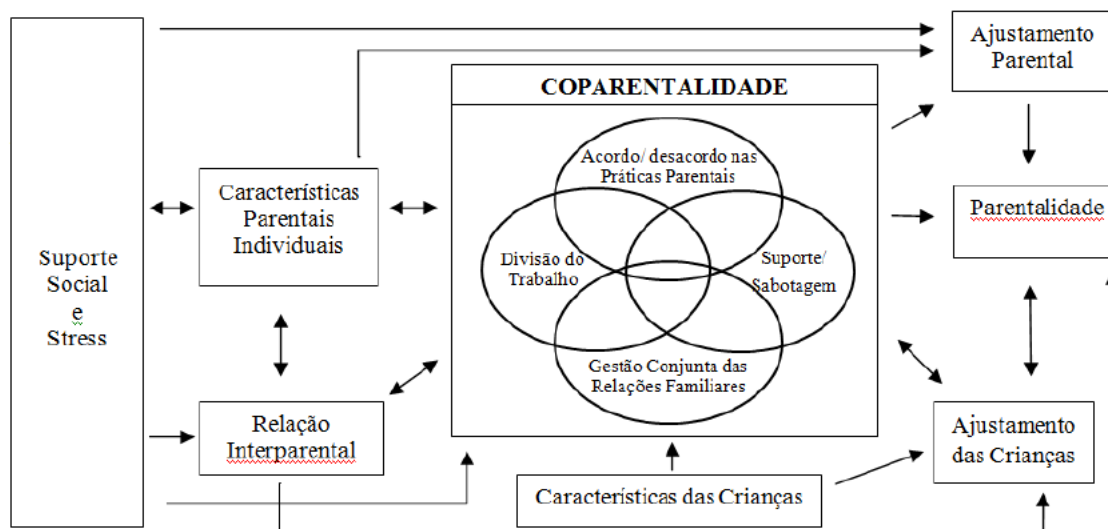 Suporte
Social
e
Stress
Características
Parentais
Individuais
Relação
Interparental
COPARENTALIDADE
Acordo/ desacordo nas
Práticas Parentais
Divisão do
Trabalho
Suporte/
Sabotagem
Gestão Conjunta das
Relações Familiares
Características das Crianças
Ajustamento
Parental
Parentalidade
Ajustamento
das Crianças